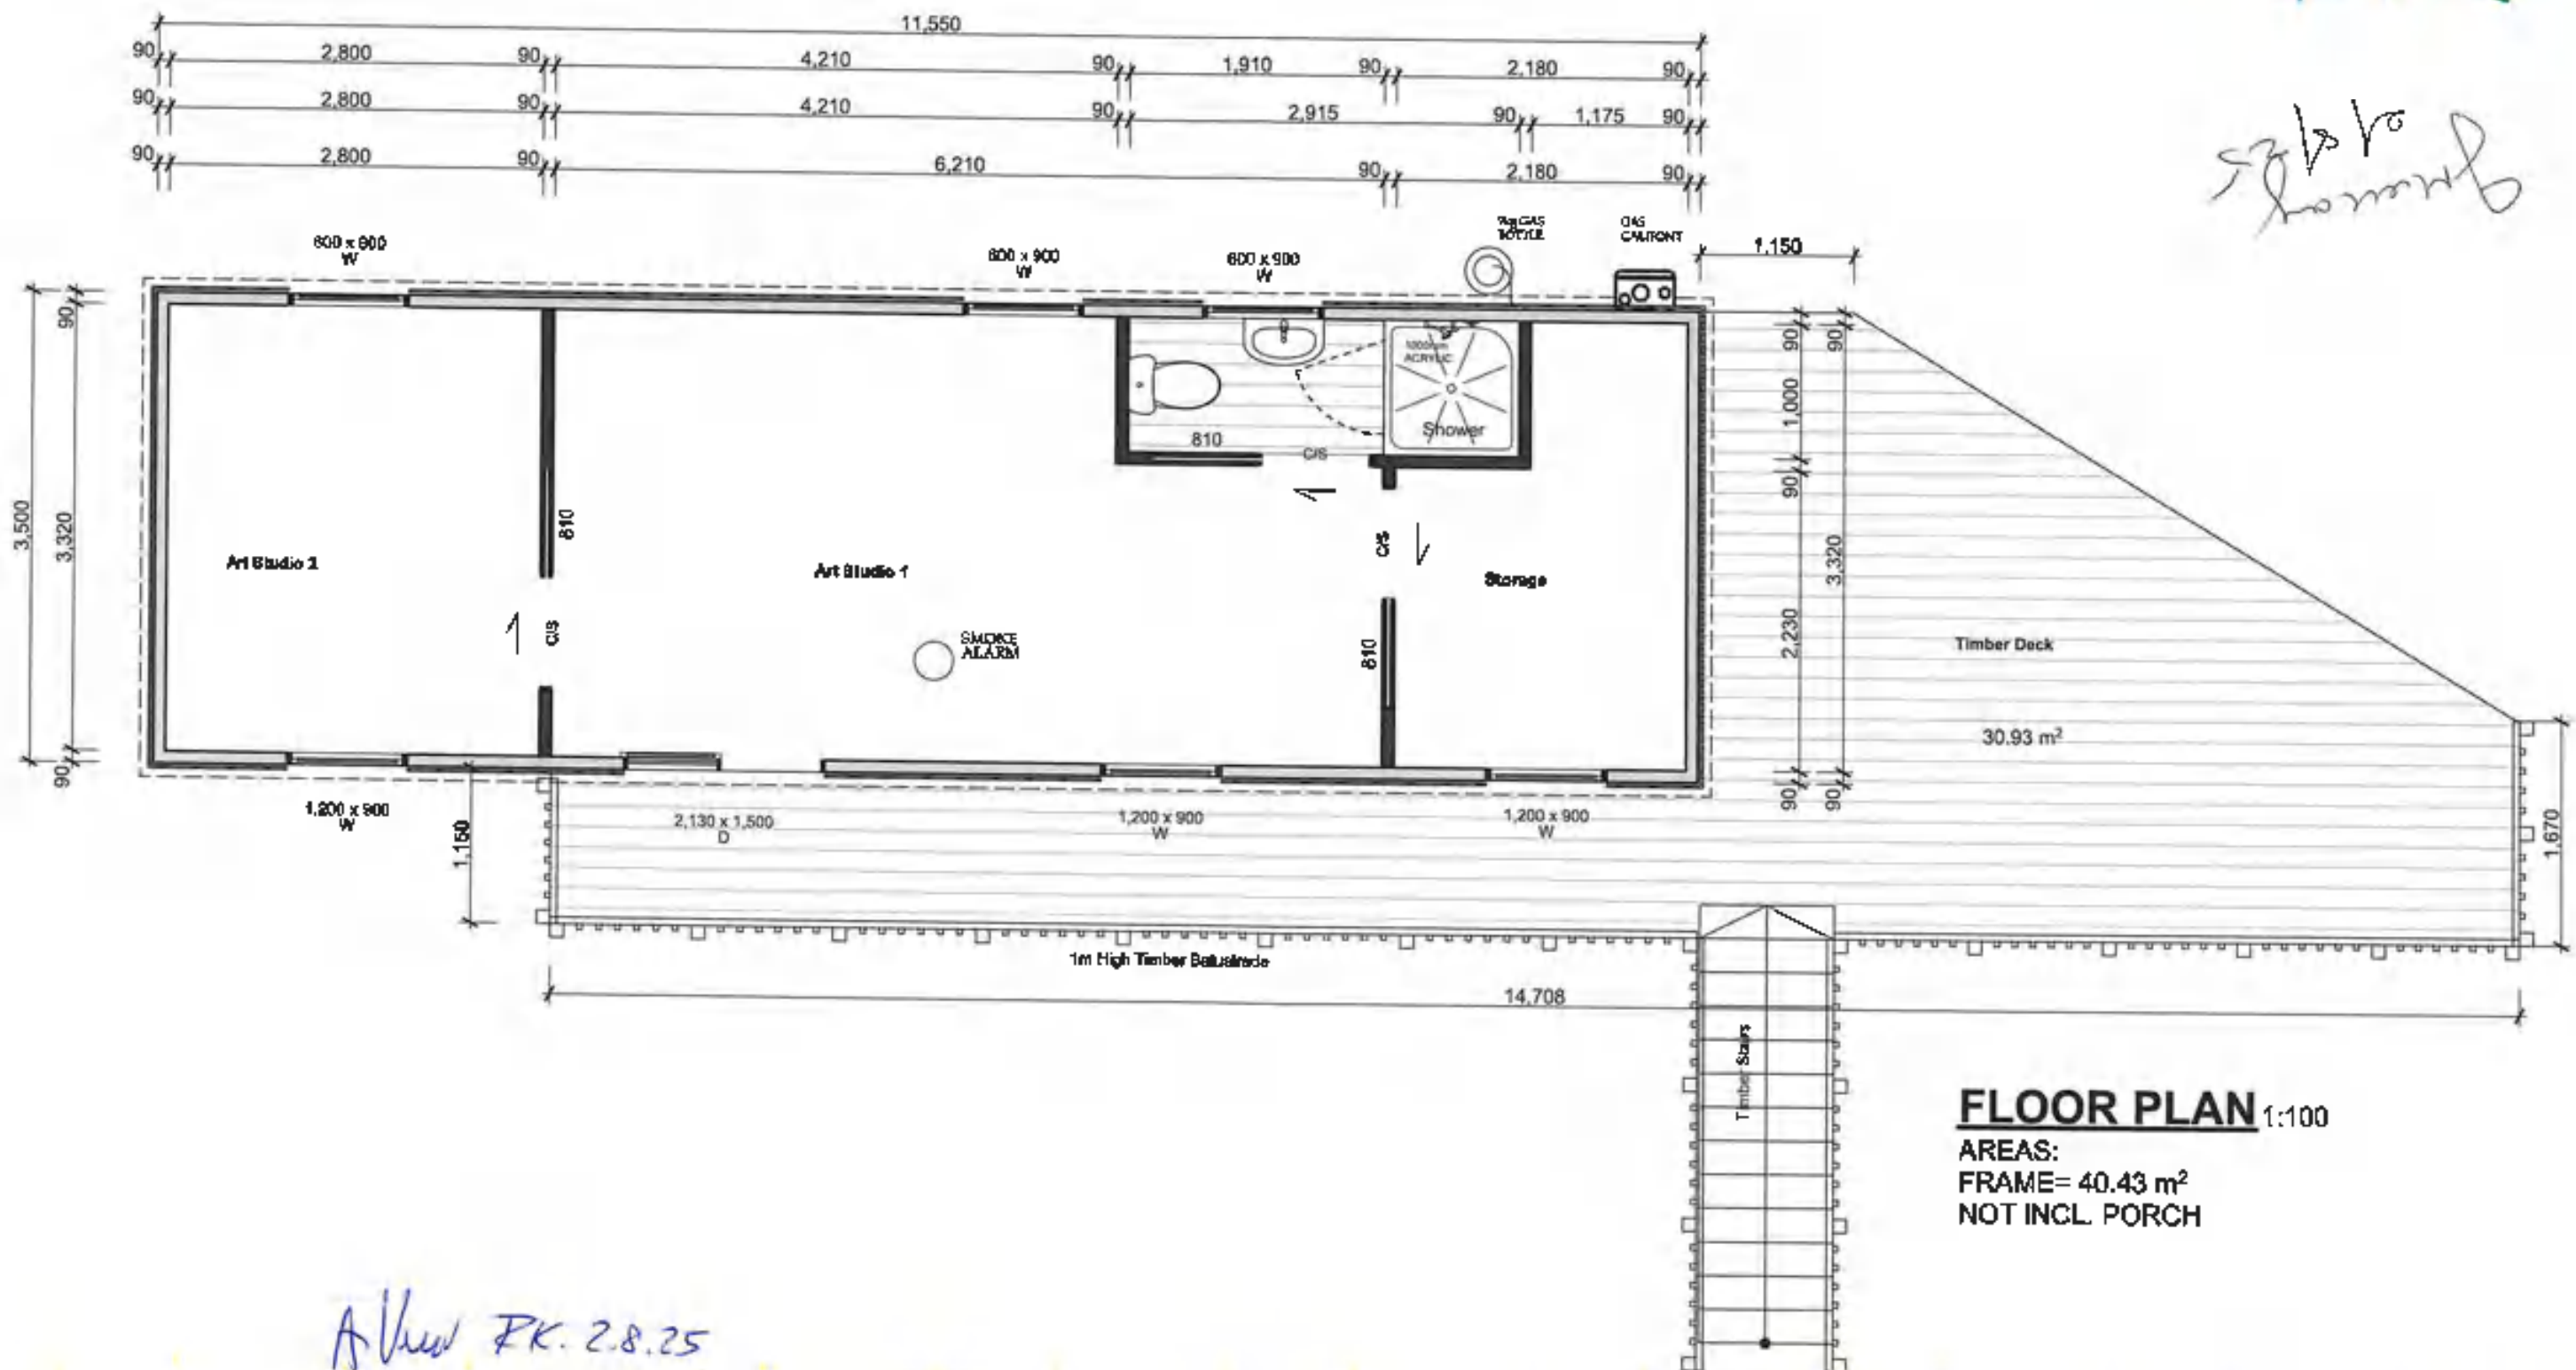 11,550
90 2,800 90 4,210 90 1,910 90 2,180 90
90 2,800 90 4,210 90 2,915 90 1,175 90
90 2,800 90 6,210 90 2,180 90
GAS BOTTLE
GAS CALIFONT
1,150
600 x 900 W
600 x 900 W
600 x 900 W
3,500
90 3,320 90
1000mm ACRYLIC
Shower
810
C/S
810
C/S
C/S
810
Art Studio 2
Art Studio 1
Storage
SMOKE ALARM
90 1,000 90 2,230 90
90 3,320 90
Timber Deck
30.93 m²
1,670
1,200 x 900 W
1,150
2,130 x 1,500 D
1,200 x 900 W
1,200 x 900 W
1m High Timber Balustrade
14,708
Timber Stairs
FLOOR PLAN 1:100
AREAS:
FRAME= 40.43 m²
NOT INCL. PORCH
RK. 2.8.25